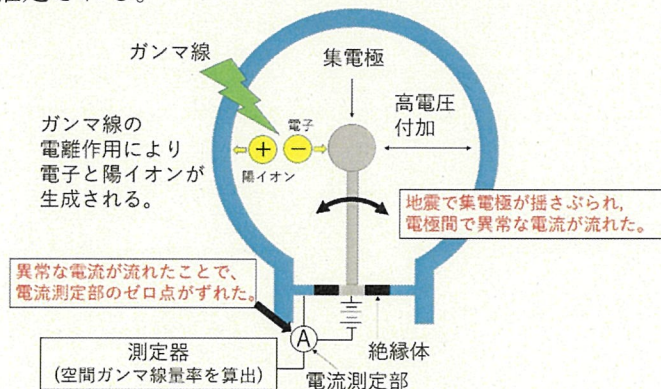 ガンマ線
集電極
高電圧
付加
ガンマ線の
電離作用により
電子と陽イオンが
生成される。
電子
+
−
陽イオン
地震で集電極が揺さぶられ，
電極間で異常な電流が流れた。
異常な電流が流れたことで、
電流測定部のゼロ点がずれた。
A
測定器
(空間ガンマ線量率を算出)
絶縁体
電流測定部